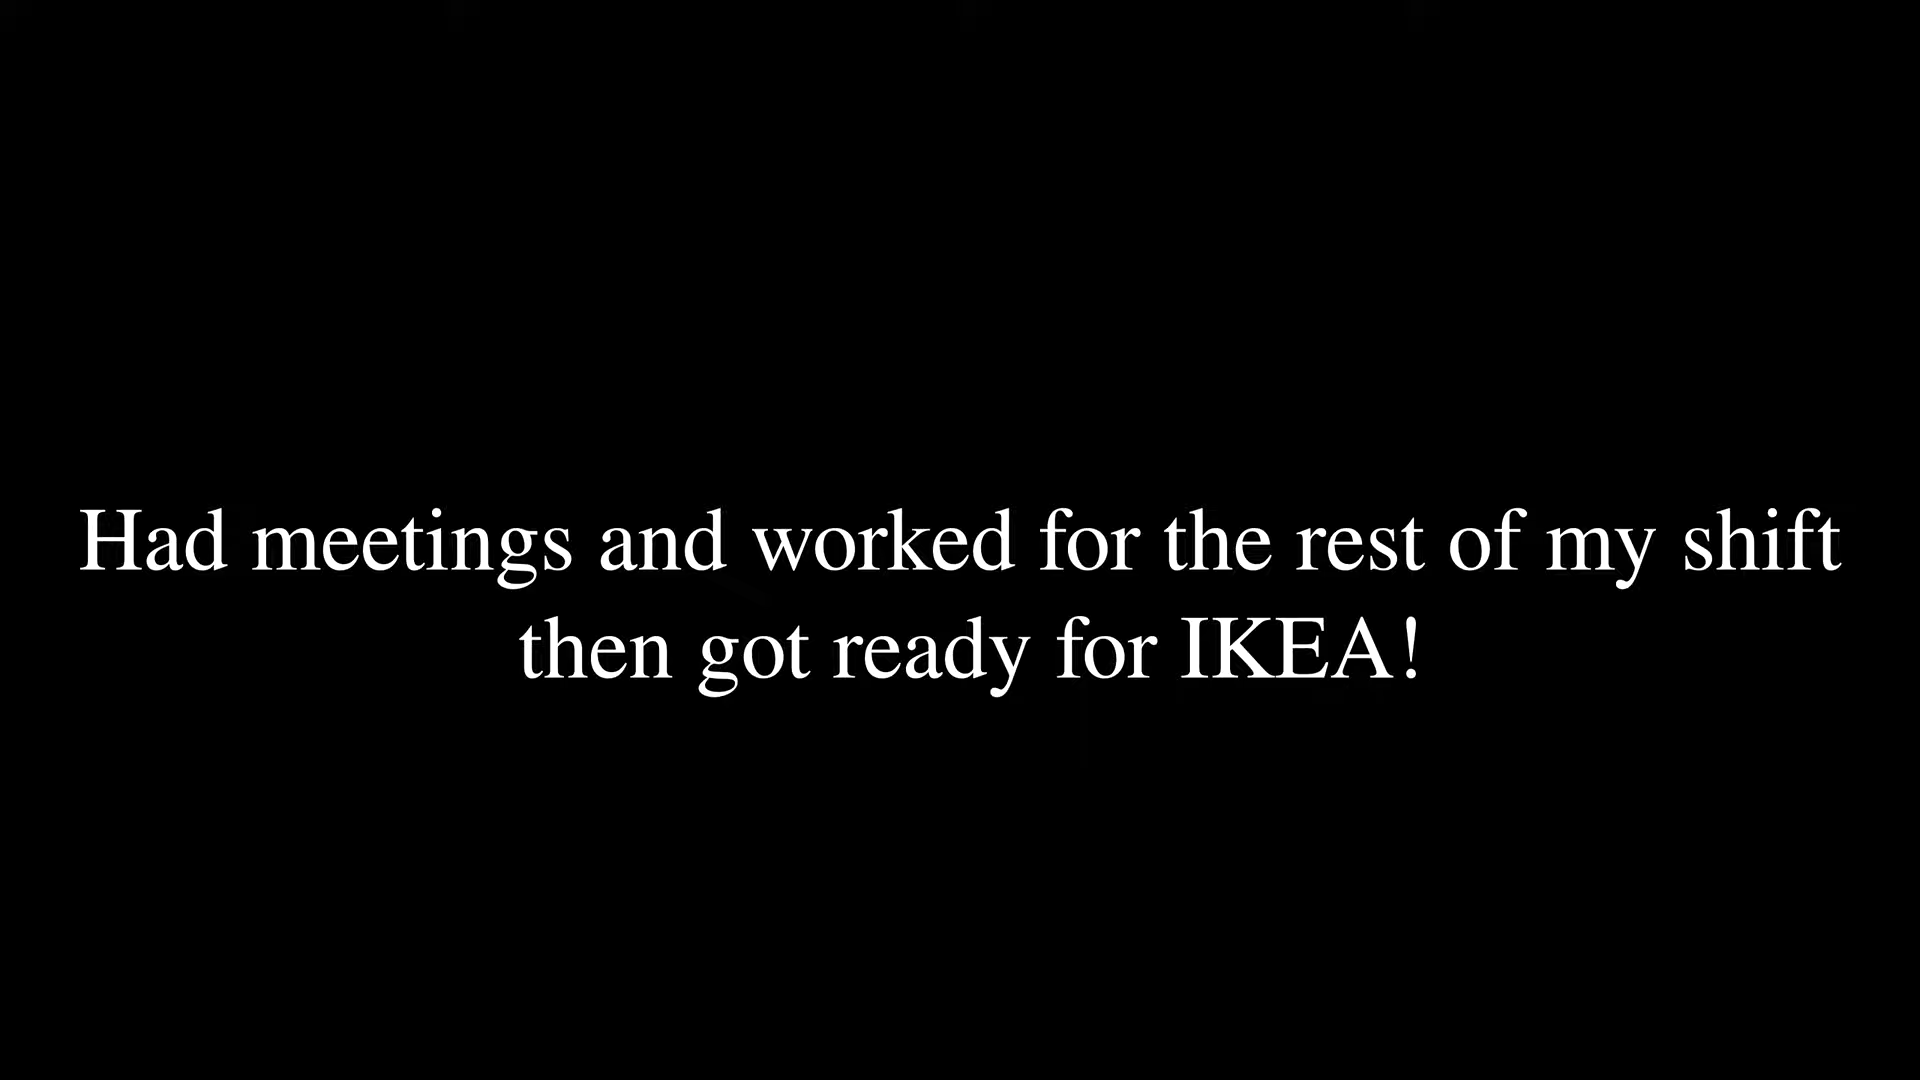 Had meetings and worked for the rest of my shift
then got ready for IKEA!